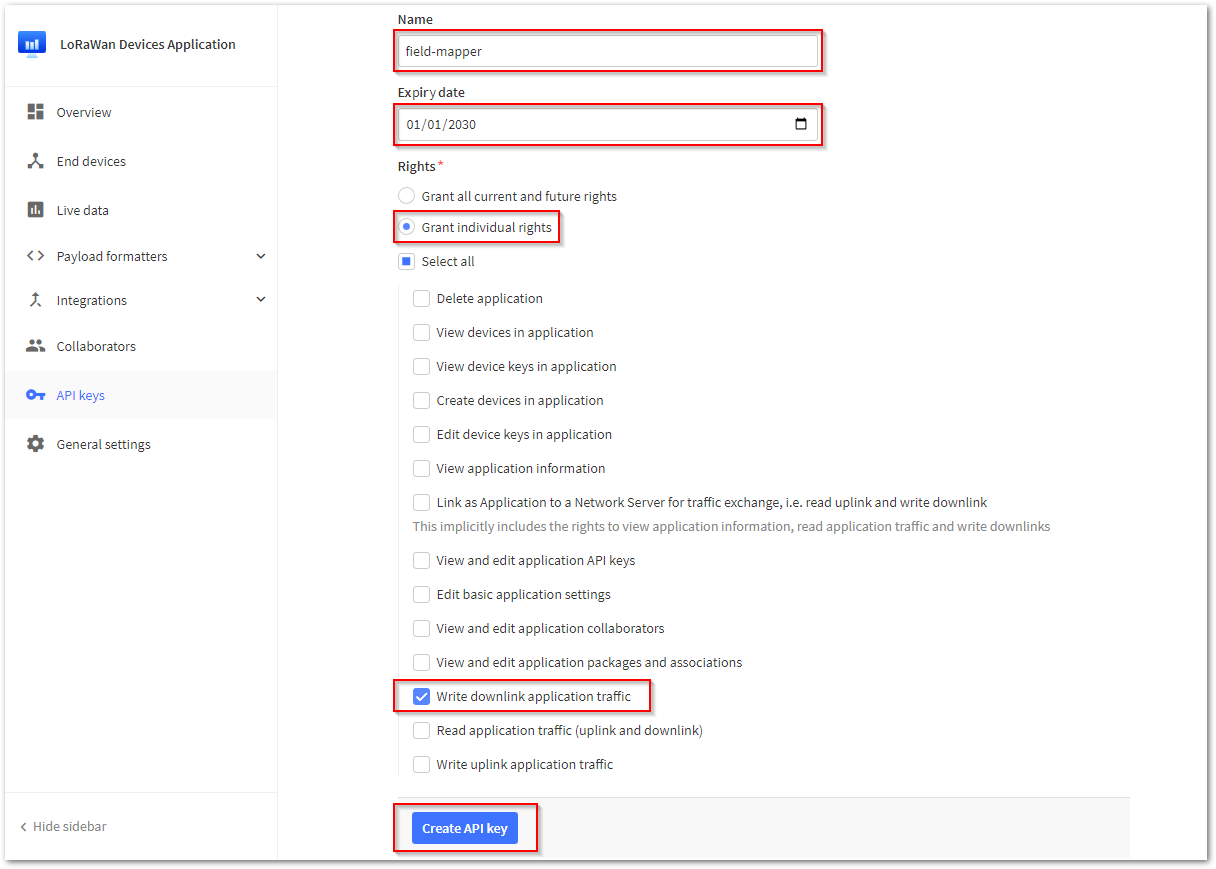 LoRaWan Devices Application
Overview
End devices
Live data
Payload formatters
Integrations
Collaborators
API keys
General settings
Hide sidebar
Name
field-mapper
Expiry date
01/01/2030
Rights*
Grant all current and future rights
Grant individual rights
Select all
Delete application
View devices in application
View device keys in application
Create devices in application
Edit device keys in application
View application information
Link as Application to a Network Server for traffic exchange, i.e. read uplink and write downlink
This implicitly includes the rights to view application information, read application traffic and write downlinks
View and edit application API keys
Edit basic application settings
View and edit application collaborators
View and edit application packages and associations
Write downlink application traffic
Read application traffic (uplink and downlink)
Write uplink application traffic
Create API key